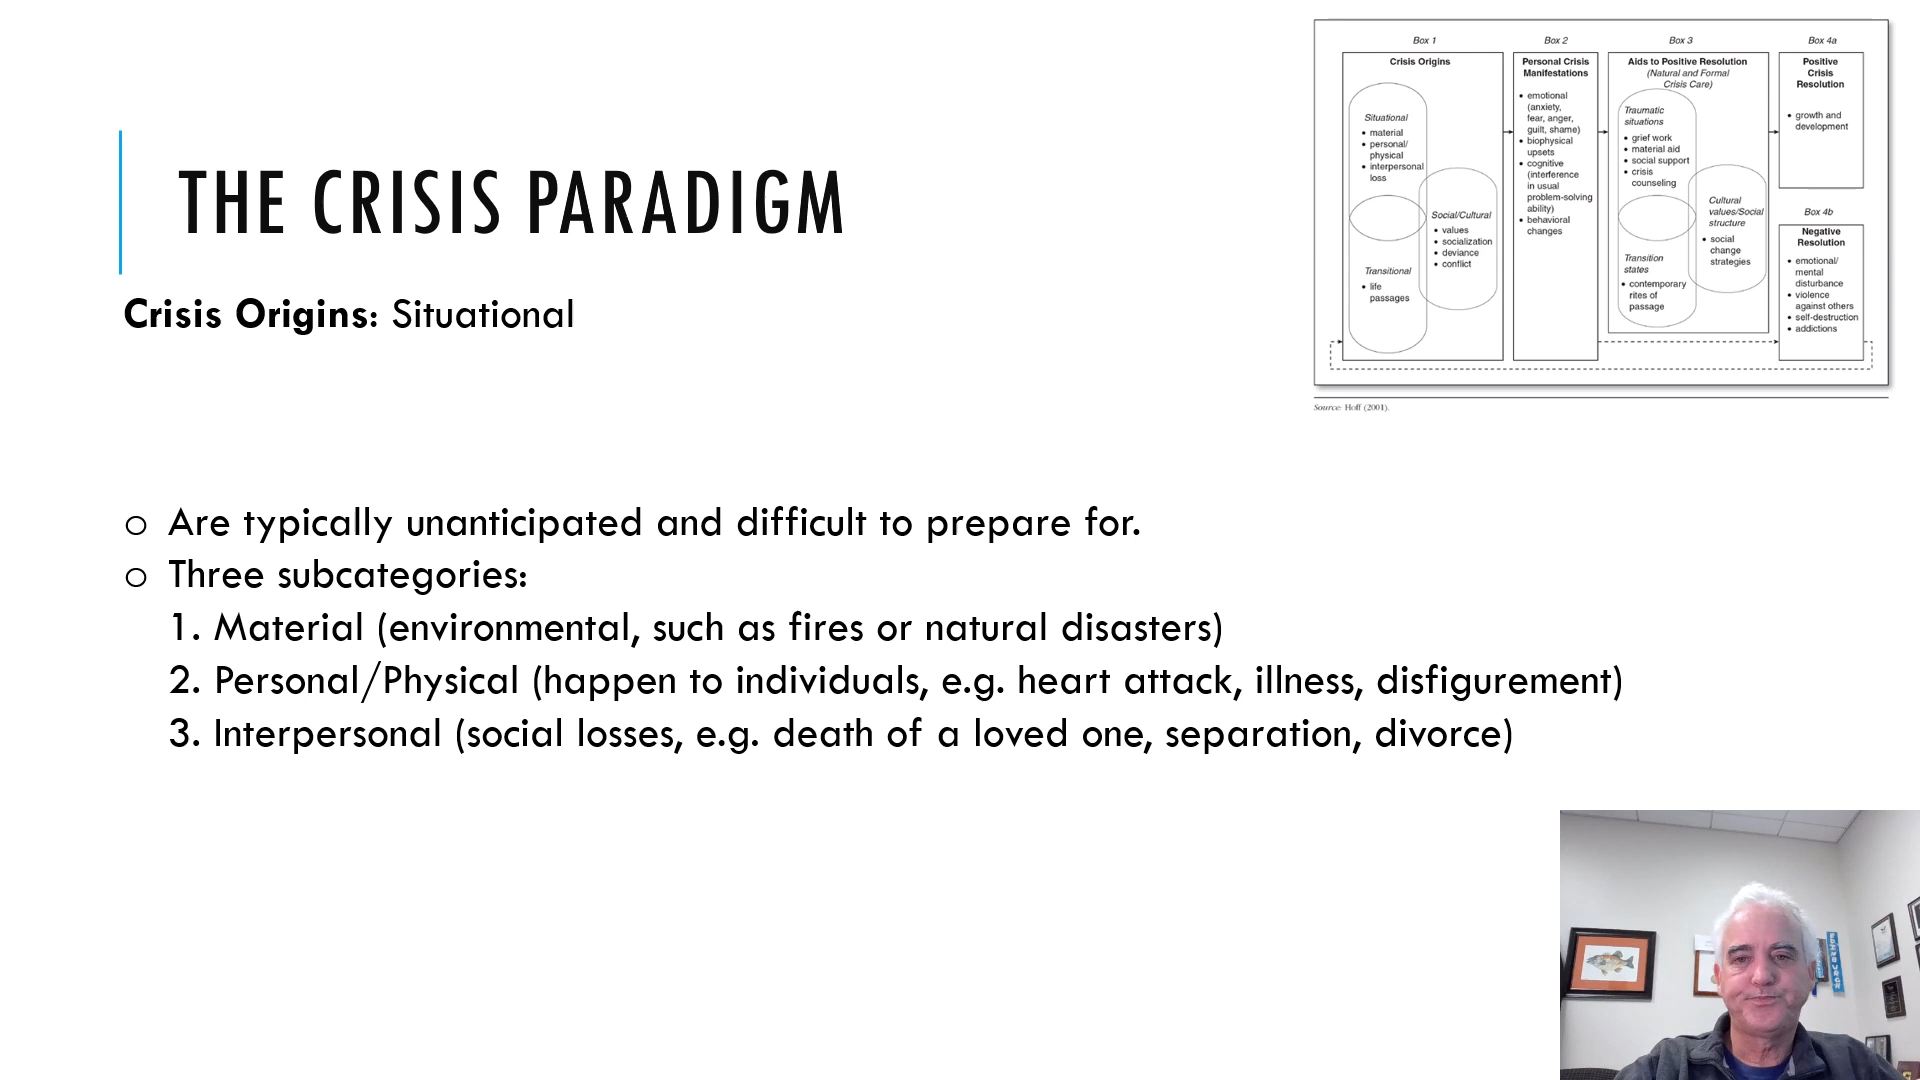 THE CRISIS PARADIGM
Crisis Origins: Situational
o Are typically unanticipated and difficult to prepare for.
o Three subcategories:
1. Material (environmental, such as fires or natural disasters)
2. Personal/Physical (happen to individuals, e.g. heart attack, illness, disfigurement)
3. Interpersonal (social losses, e.g. death of a loved one, separation, divorce)
Box 1
Crisis Origins
Situational
• material
• personal/
physical
• interpersonal
loss
Social/Cultural
• values
• socialization
• deviance
• conflict
Transitional
• life
passages
Box 2
Personal Crisis
Manifestations
• emotional
(anxiety,
fear, anger,
guilt, shame)
• biophysical
upsets
• cognitive
(interference
in usual
problem-solving
ability)
• behavioral
changes
Box 3
Aids to Positive Resolution
(Natural and Formal
Crisis Care)
Traumatic
situations
• grief work
• material aid
• social support
• crisis
counseling
Cultural
values/Social
structure
• social
change
strategies
Transition
states
• contemporary
rites of
passage
Box 4a
Positive
Crisis
Resolution
• growth and
development
Box 4b
Negative
Resolution
• emotional/
mental
disturbance
• violence
against others
• self-destruction
• addictions
Source: Hoff (2001).
EDINBURGH